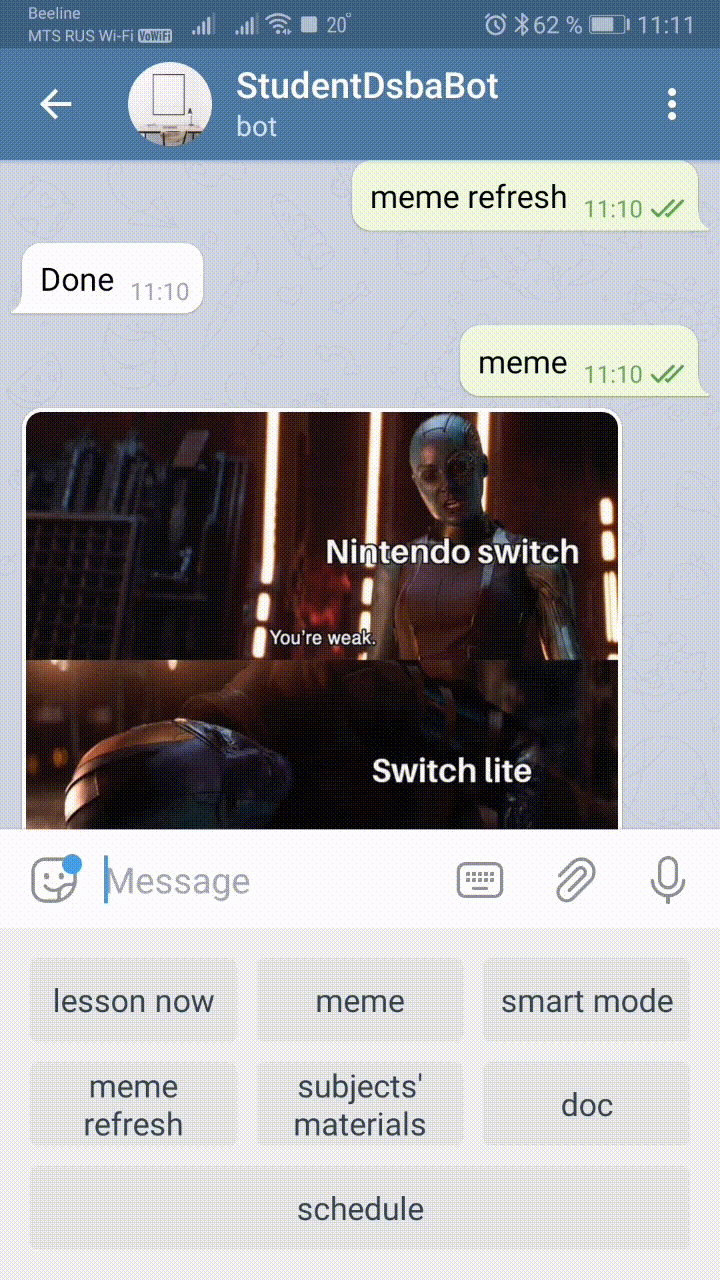 Beeline
MTS RUS Wi-Fi VoWiFi
20°
62 %
11:11
StudentDsbaBot
bot
meme refresh 11:10
Done 11:10
meme 11:10
Nintendo switch
You're weak.
Switch lite
Message
lesson now
meme
smart mode
meme
refresh
subjects'
materials
doc
schedule